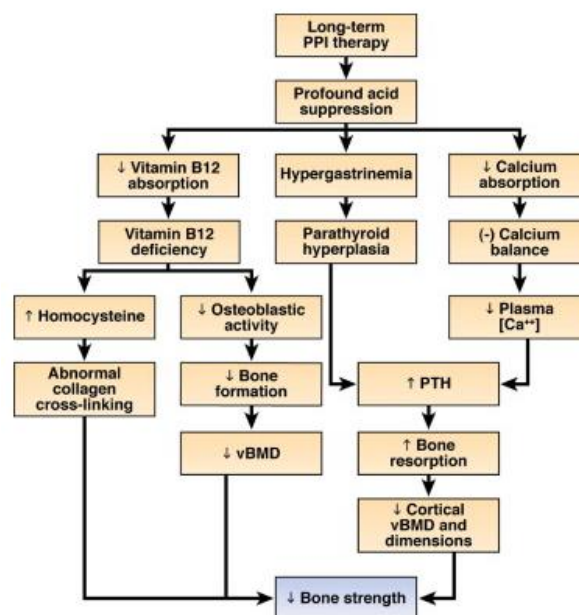 Long-term
PPI therapy
Profound acid
suppression
↓ Vitamin B12
absorption
Hypergastrinemia
↓ Calcium
absorption
Vitamin B12
deficiency
Parathyroid
hyperplasia
(-) Calcium
balance
↑ Homocysteine
↓ Osteoblastic
activity
↓ Plasma
[Ca⁺⁺]
Abnormal
collagen
cross-linking
↓ Bone
formation
↑ PTH
↓ vBMD
↑ Bone
resorption
↓ Cortical
vBMD and
dimensions
↓ Bone strength